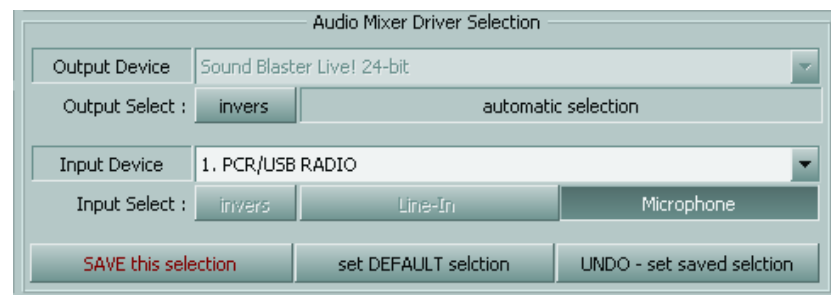 Audio Mixer Driver Selection
Output Device Sound Blaster Live! 24-bit
Output Select : invers automatic selection
Input Device 1. PCR/USB RADIO
Input Select : invers Line-In Microphone
SAVE this selection set DEFAULT selction UNDO - set saved selction